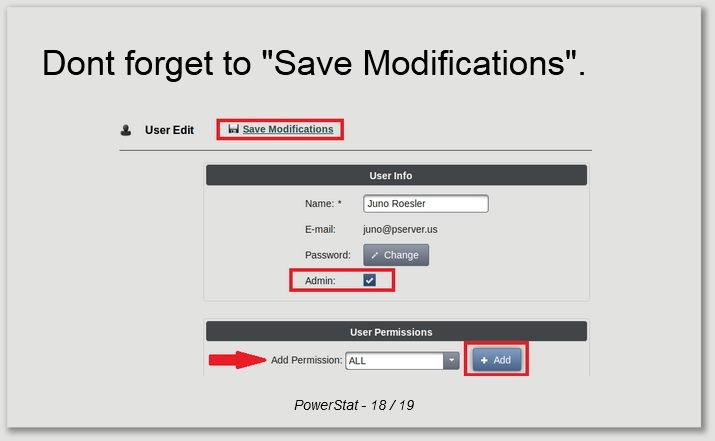 Dont forget to "Save Modifications".
User Edit Save Modifications
User Info
Name: * Juno Roesler
E-mail: juno@pserver.us
Password: Change
Admin:
User Permissions
Add Permission: ALL Add
PowerStat - 18 / 19